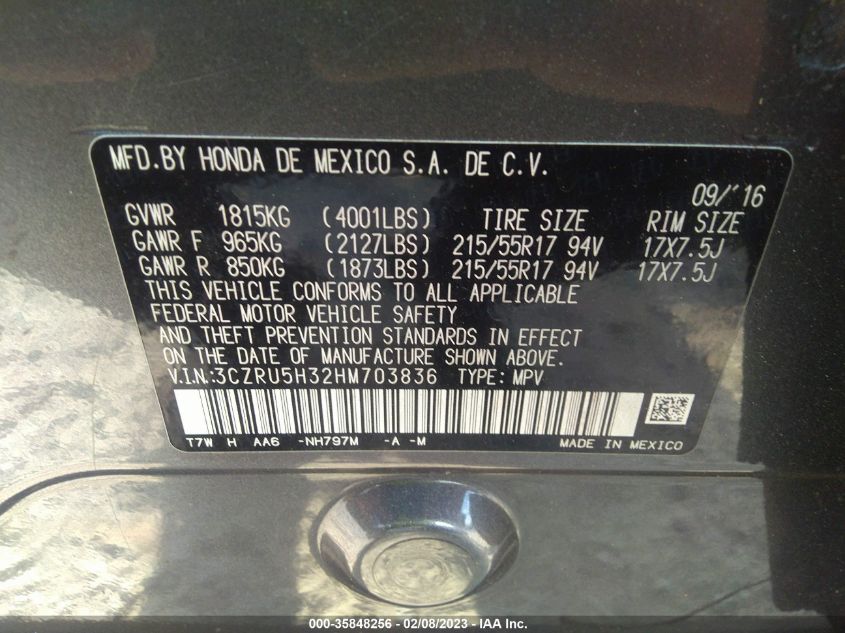 MFD.BY HONDA DE MEXICO S.A. DE C.V.
09/'16
GVWR 1815KG (4001LBS) TIRE SIZE RIM SIZE
GAWR F 965KG (2127LBS) 215/55R17 94V 17X7.5J
GAWR R 850KG (1873LBS) 215/55R17 94V 17X7.5J
THIS VEHICLE CONFORMS TO ALL APPLICABLE
FEDERAL MOTOR VEHICLE SAFETY
AND THEFT PREVENTION STANDARDS IN EFFECT
ON THE DATE OF MANUFACTURE SHOWN ABOVE.
V.I.N:3CZRU5H32HM703836 TYPE: MPV
T7W H AA6 -NH797M -A -M MADE IN MEXICO
000-35848256 - 02/08/2023 - IAA Inc.